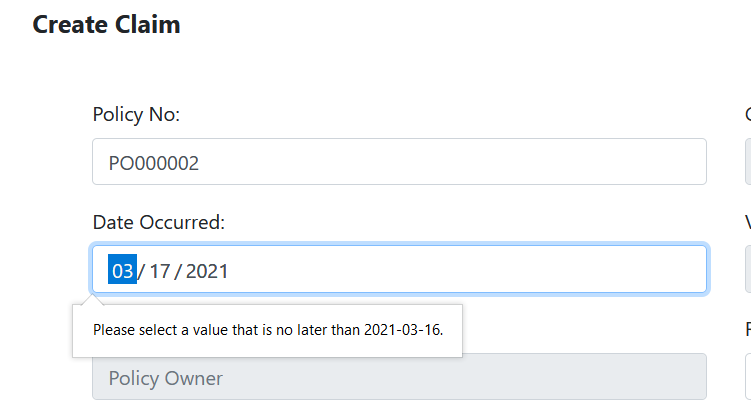 Create Claim
Policy No:
PO000002
Date Occurred:
03 / 17 / 2021
Please select a value that is no later than 2021-03-16.
Policy Owner